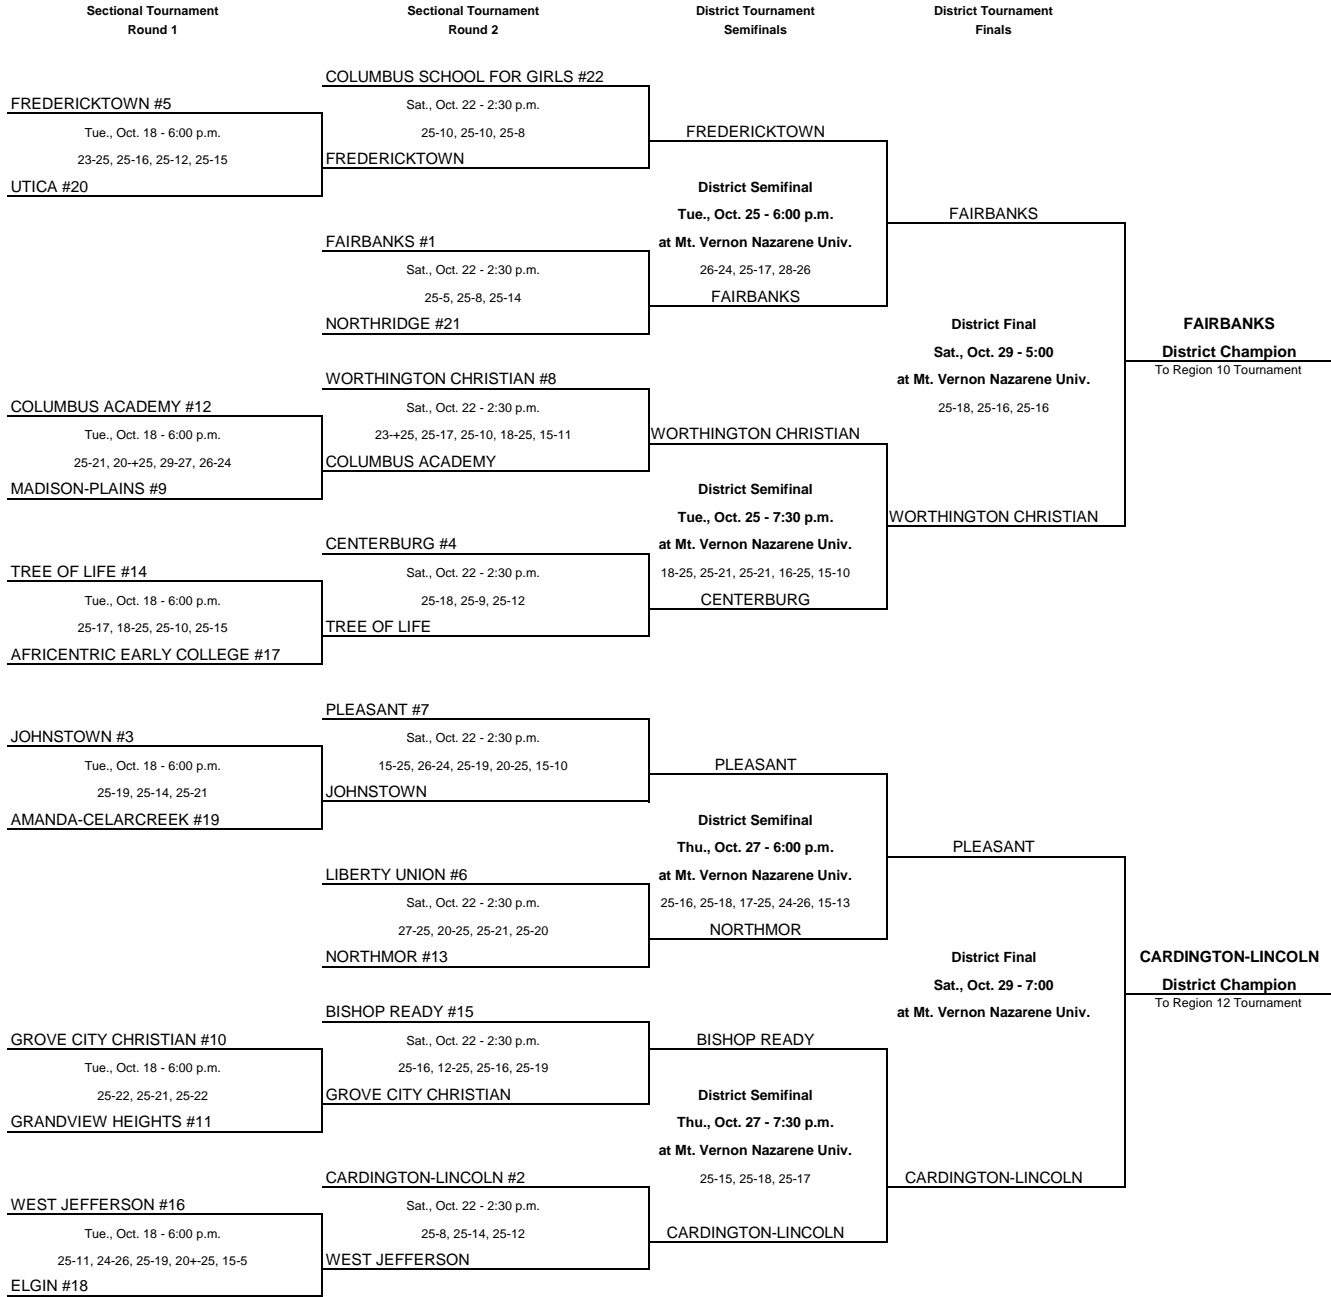 Sectional Tournament
Round 1
Sectional Tournament
Round 2
District Tournament
Semifinals
District Tournament
Finals
FREDERICKTOWN #5
Tue., Oct. 18 - 6:00 p.m.
23-25, 25-16, 25-12, 25-15
UTICA #20
COLUMBUS ACADEMY #12
Tue., Oct. 18 - 6:00 p.m.
25-21, 20-+25, 29-27, 26-24
MADISON-PLAINS #9
TREE OF LIFE #14
Tue., Oct. 18 - 6:00 p.m.
25-17, 18-25, 25-10, 25-15
AFRICENTRIC EARLY COLLEGE #17
JOHNSTOWN #3
Tue., Oct. 18 - 6:00 p.m.
25-19, 25-14, 25-21
AMANDA-CELARCREEK #19
GROVE CITY CHRISTIAN #10
Tue., Oct. 18 - 6:00 p.m.
25-22, 25-21, 25-22
GRANDVIEW HEIGHTS #11
WEST JEFFERSON #16
Tue., Oct. 18 - 6:00 p.m.
25-11, 24-26, 25-19, 20+-25, 15-5
ELGIN #18
COLUMBUS SCHOOL FOR GIRLS #22
Sat., Oct. 22 - 2:30 p.m.
25-10, 25-10, 25-8
FREDERICKTOWN
FAIRBANKS #1
Sat., Oct. 22 - 2:30 p.m.
25-5, 25-8, 25-14
NORTHRIDGE #21
WORTHINGTON CHRISTIAN #8
Sat., Oct. 22 - 2:30 p.m.
23-+25, 25-17, 25-10, 18-25, 15-11
COLUMBUS ACADEMY
CENTERBURG #4
Sat., Oct. 22 - 2:30 p.m.
25-18, 25-9, 25-12
TREE OF LIFE
PLEASANT #7
Sat., Oct. 22 - 2:30 p.m.
15-25, 26-24, 25-19, 20-25, 15-10
JOHNSTOWN
LIBERTY UNION #6
Sat., Oct. 22 - 2:30 p.m.
27-25, 20-25, 25-21, 25-20
NORTHMOR #13
BISHOP READY #15
Sat., Oct. 22 - 2:30 p.m.
25-16, 12-25, 25-16, 25-19
GROVE CITY CHRISTIAN
CARDINGTON-LINCOLN #2
Sat., Oct. 22 - 2:30 p.m.
25-8, 25-14, 25-12
WEST JEFFERSON
FREDERICKTOWN
District Semifinal
Tue., Oct. 25 - 6:00 p.m.
at Mt. Vernon Nazarene Univ.
26-24, 25-17, 28-26
FAIRBANKS
WORTHINGTON CHRISTIAN
District Semifinal
Tue., Oct. 25 - 7:30 p.m.
at Mt. Vernon Nazarene Univ.
18-25, 25-21, 25-21, 16-25, 15-10
CENTERBURG
PLEASANT
District Semifinal
Thu., Oct. 27 - 6:00 p.m.
at Mt. Vernon Nazarene Univ.
25-16, 25-18, 17-25, 24-26, 15-13
NORTHMOR
BISHOP READY
District Semifinal
Thu., Oct. 27 - 7:30 p.m.
at Mt. Vernon Nazarene Univ.
25-15, 25-18, 25-17
CARDINGTON-LINCOLN
FAIRBANKS
District Final
Sat., Oct. 29 - 5:00
at Mt. Vernon Nazarene Univ.
25-18, 25-16, 25-16
WORTHINGTON CHRISTIAN
PLEASANT
District Final
Sat., Oct. 29 - 7:00
at Mt. Vernon Nazarene Univ.
CARDINGTON-LINCOLN
FAIRBANKS
District Champion
To Region 10 Tournament
CARDINGTON-LINCOLN
District Champion
To Region 12 Tournament